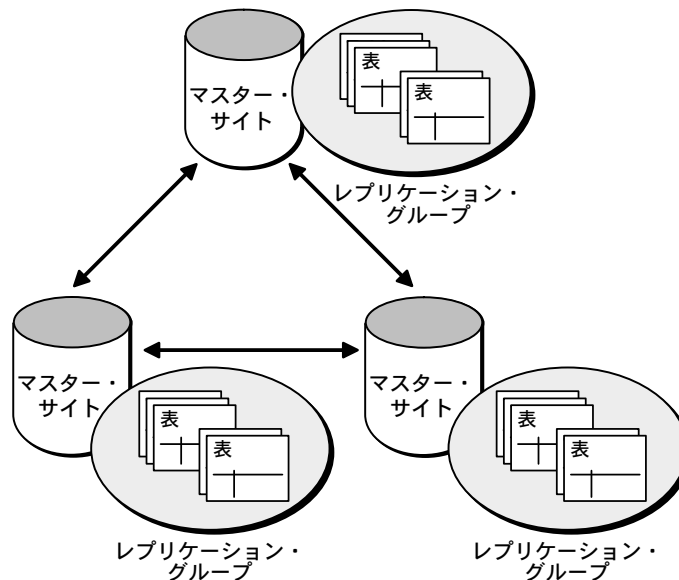 表
表
マスター・
サイト
レプリケーション・
グループ
マスター・
サイト
表
表
レプリケーション・
グループ
マスター・
サイト
表
表
レプリケーション・
グループ